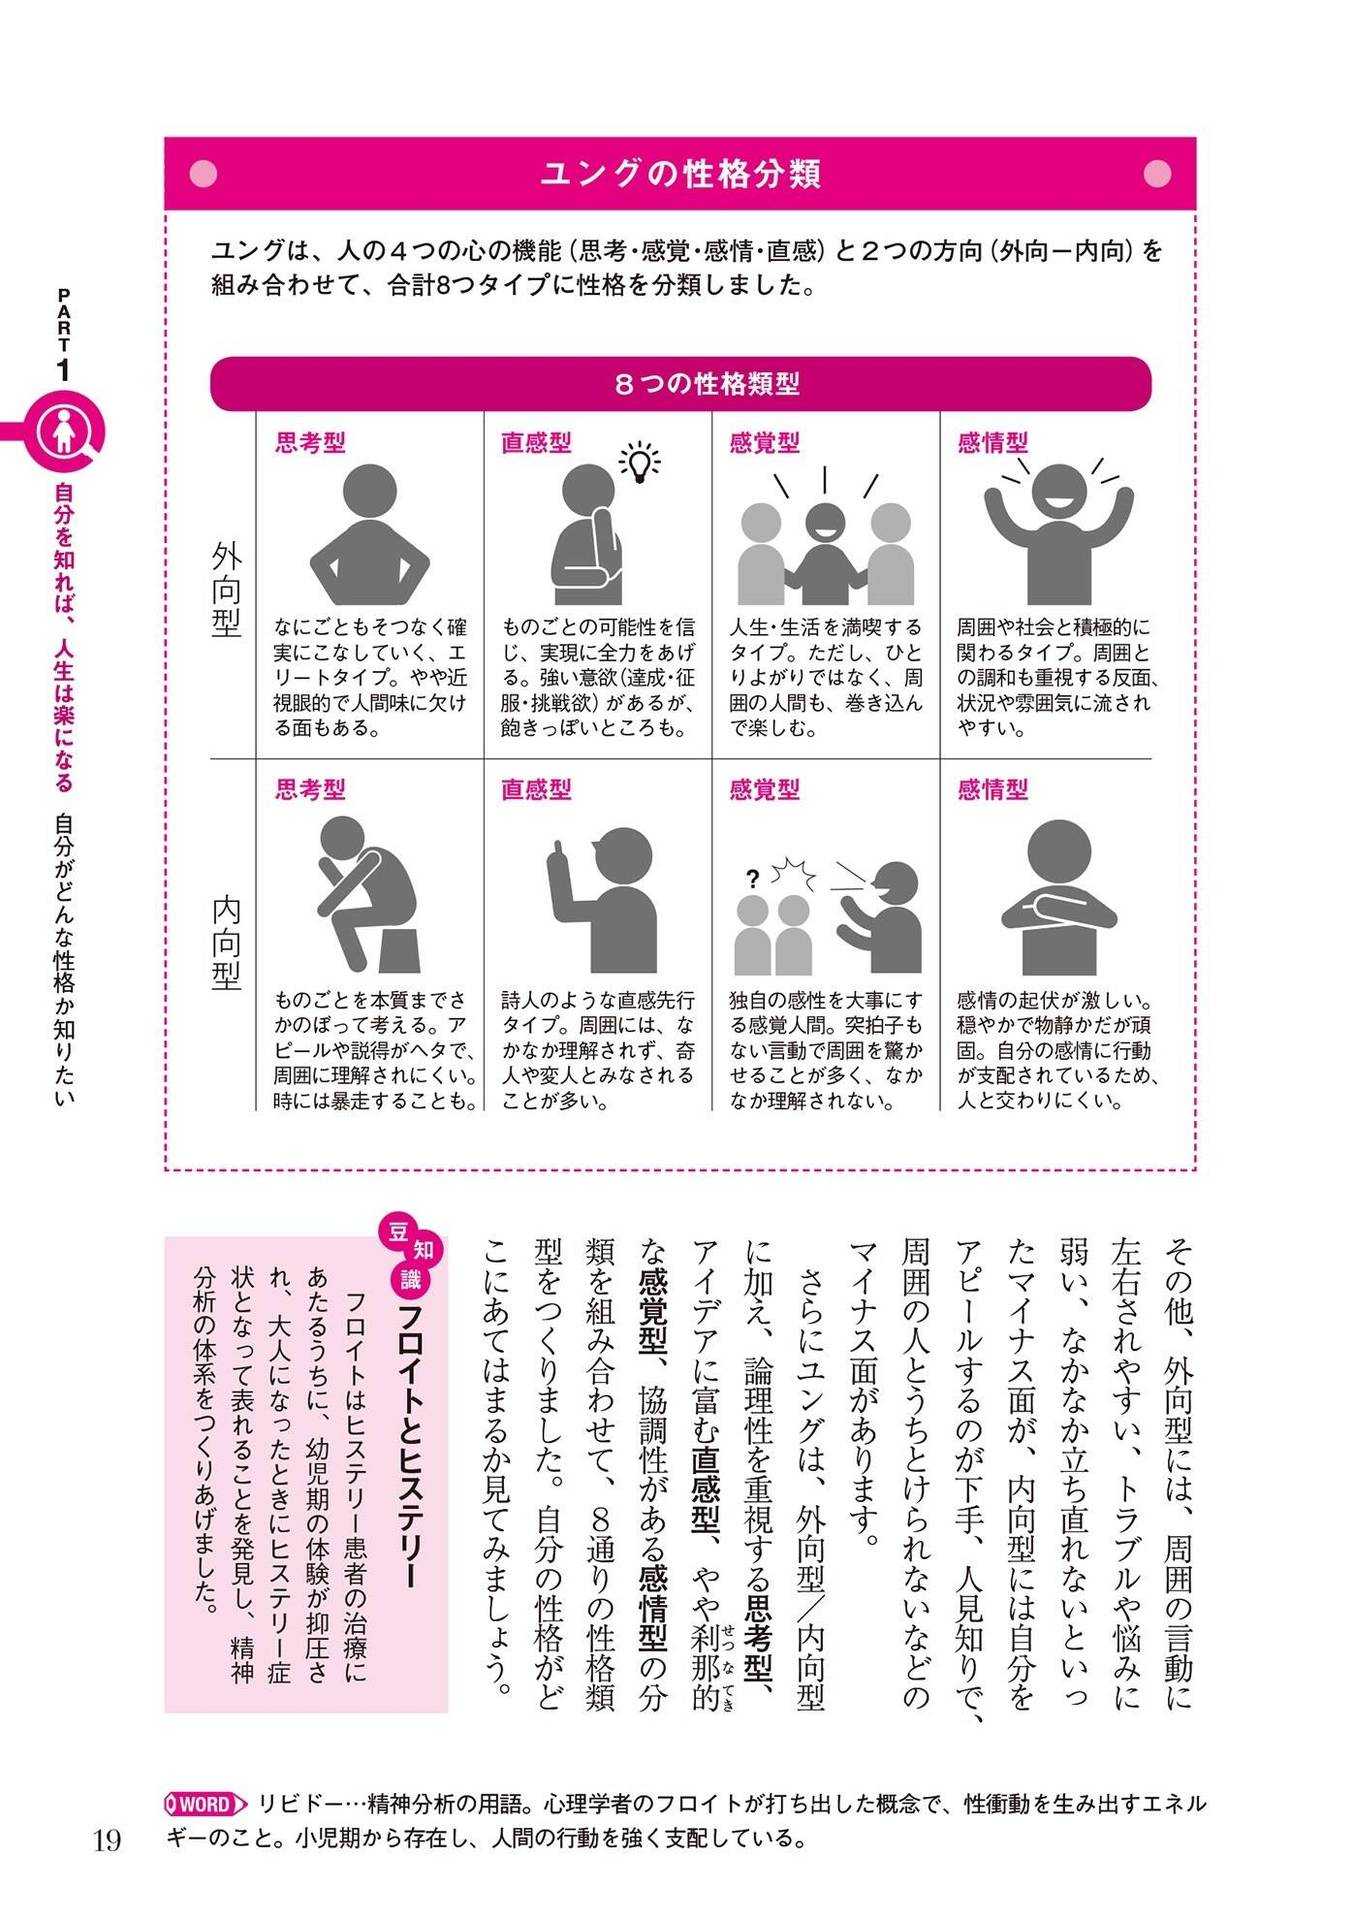 ユングの性格分類
ユングは、人の4つの心の機能（思考・感覚・感情・直感）と2つの方向（外向－内向）を
組み合わせて、合計8つタイプに性格を分類しました。
8つの性格類型
外向型
思考型
なにごともそつなく確
実にこなしていく、エ
リートタイプ。やや近
視眼的で人間味に欠け
る面もある。
直感型
ものごとの可能性を信
じ、実現に全力をあげ
る。強い意欲（達成・征
服・挑戦欲）があるが、
飽きっぽいところも。
感覚型
人生・生活を満喫する
タイプ。ただし、ひと
りよがりではなく、周
囲の人間も、巻き込ん
で楽しむ。
感情型
周囲や社会と積極的に
関わるタイプ。周囲と
の調和も重視する反面、
状況や雰囲気に流され
やすい。
内向型
思考型
ものごとを本質までさ
かのぼって考える。ア
ピールや説得がヘタで、
周囲に理解されにくい。
時には暴走することも。
直感型
詩人のような直感先行
タイプ。周囲には、な
かなか理解されず、奇
人や変人とみなされる
ことが多い。
感覚型
?
独自の感性を大事にす
る感覚人間。突拍子も
ない言動で周囲を驚か
せることが多く、なか
なか理解されない。
感情型
感情の起伏が激しい。
穏やかで物静かだが頑
固。自分の感情に行動
が支配されているため、
人と交わりにくい。
PART 1
自分を知れば、人生は楽になる 自分がどんな性格か知りたい
その他、外向型には、周囲の言動に
左右されやすい、トラブルや悩みに
弱い、なかなか立ち直れないといっ
たマイナス面が、内向型には自分を
アピールするのが下手、人見知りで、
周囲の人とうちとけられないなどの
マイナス面があります。
さらにユングは、外向型／内向型
に加え、論理性を重視する思考型、
アイデアに富む直感型、やや刹那的
せつなてき
な感覚型、協調性がある感情型の分
類を組み合わせて、8通りの性格類
型をつくりました。自分の性格がど
こにあてはまるか見てみましょう。
豆知識
フロイトとヒステリー
フロイトはヒステリー患者の治療に
あたるうちに、幼児期の体験が抑圧さ
れ、大人になったときにヒステリー症
状となって表れることを発見し、精神
分析の体系をつくりあげました。
WORD リビドー…精神分析の用語。心理学者のフロイトが打ち出した概念で、性衝動を生み出すエネル
ギーのこと。小児期から存在し、人間の行動を強く支配している。
19